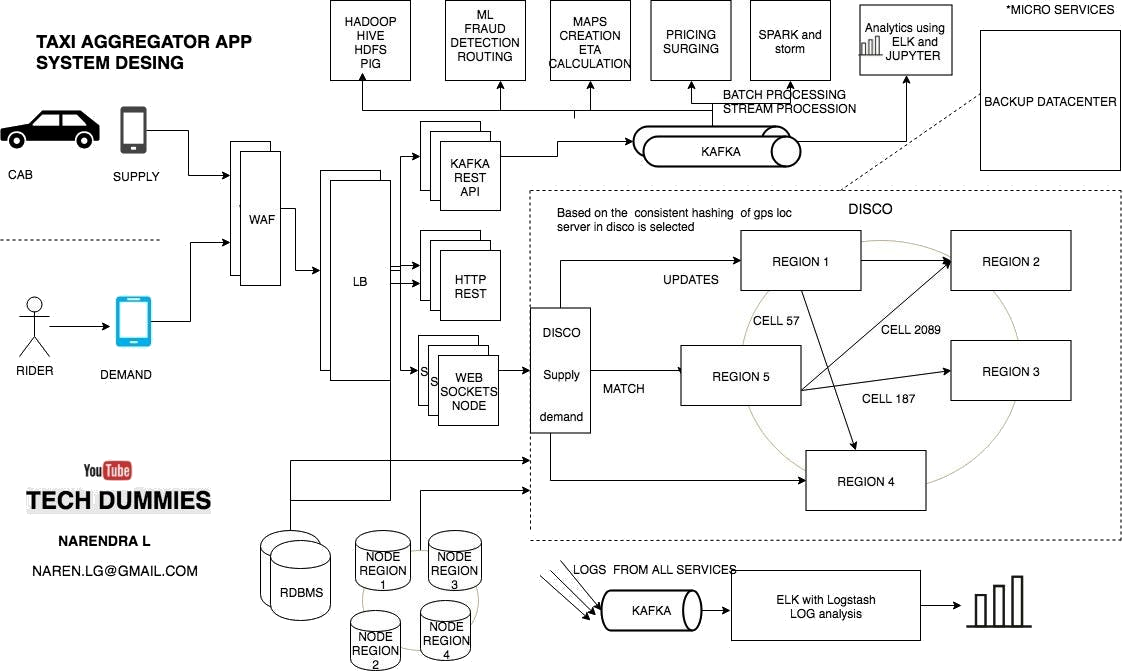 TAXI AGGREGATOR APP
SYSTEM DESING
HADOOP
HIVE
HDFS
PIG
ML
FRAUD
DETECTION
ROUTING
MAPS
CREATION
ETA
CALCULATION
PRICING
SURGING
SPARK and
storm
Analytics using
ELK and
JUPYTER
*MICRO SERVICES
BACKUP DATACENTER
BATCH PROCESSING
STREAM PROCESSION
CAB
SUPPLY
WAF
LB
KAFKA
REST
API
KAFKA
HTTP
REST
S
S
WEB
SOCKETS
NODE
RIDER
DEMAND
Based on the consistent hashing of gps loc
server in disco is selected
DISCO
REGION 1
REGION 2
UPDATES
DISCO
Supply
demand
CELL 57
CELL 2089
MATCH
REGION 5
REGION 3
CELL 187
REGION 4
YouTube
TECH DUMMIES
NARENDRA L
NAREN.LG@GMAIL.COM
RDBMS
NODE
REGION
1
NODE
REGION
3
NODE
REGION
2
NODE
REGION
4
LOGS FROM ALL SERVICES
KAFKA
ELK with Logstash
LOG analysis